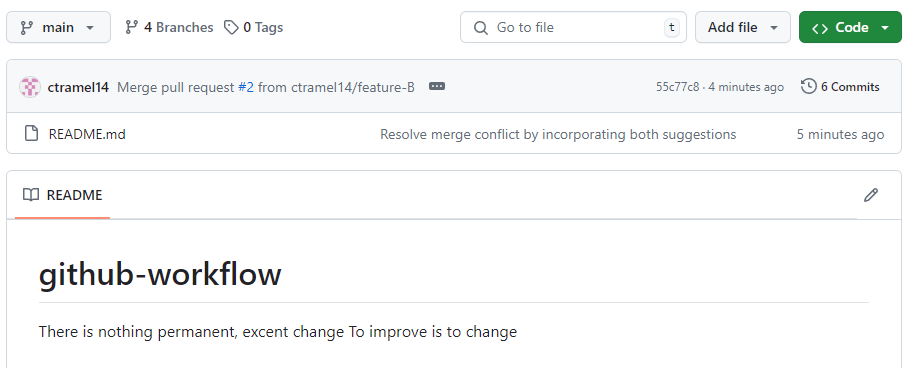 main 4 Branches 0 Tags Go to file t Add file Code
ctramel14 Merge pull request #2 from ctramel14/feature-B 55c77c8 · 4 minutes ago 6 Commits
README.md Resolve merge conflict by incorporating both suggestions 5 minutes ago
README
github-workflow
There is nothing permanent, excent change To improve is to change